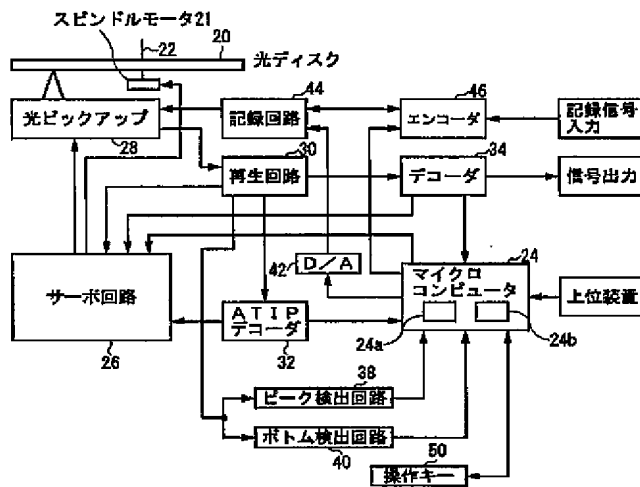 スピンドルモータ21
22
20
光ディスク
44
46
光ピックアップ
28
記録回路
エンコーダ
記録信号
入力
30
34
再生回路
デコーダ
信号出力
24
42
D/A
マイクロ
コンピュータ
上位装置
サーボ回路
26
ATIP
デコーダ
32
24a
24b
38
ピーク検出回路
ボトム検出回路
40
50
操作キー